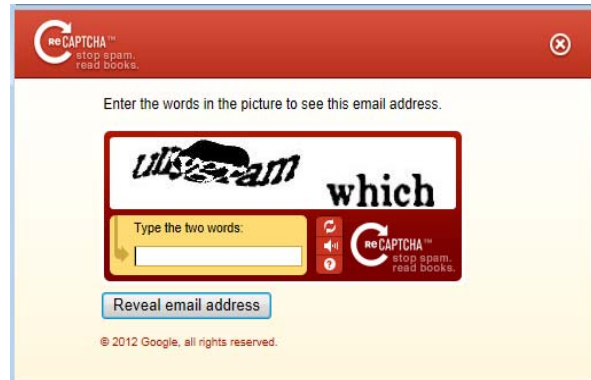 ReCAPTCHA™
stop spam.
read books.
Enter the words in the picture to see this email address.
which
Type the two words:
ReCAPTCHA™
stop spam.
read books.
Reveal email address
© 2012 Google, all rights reserved.